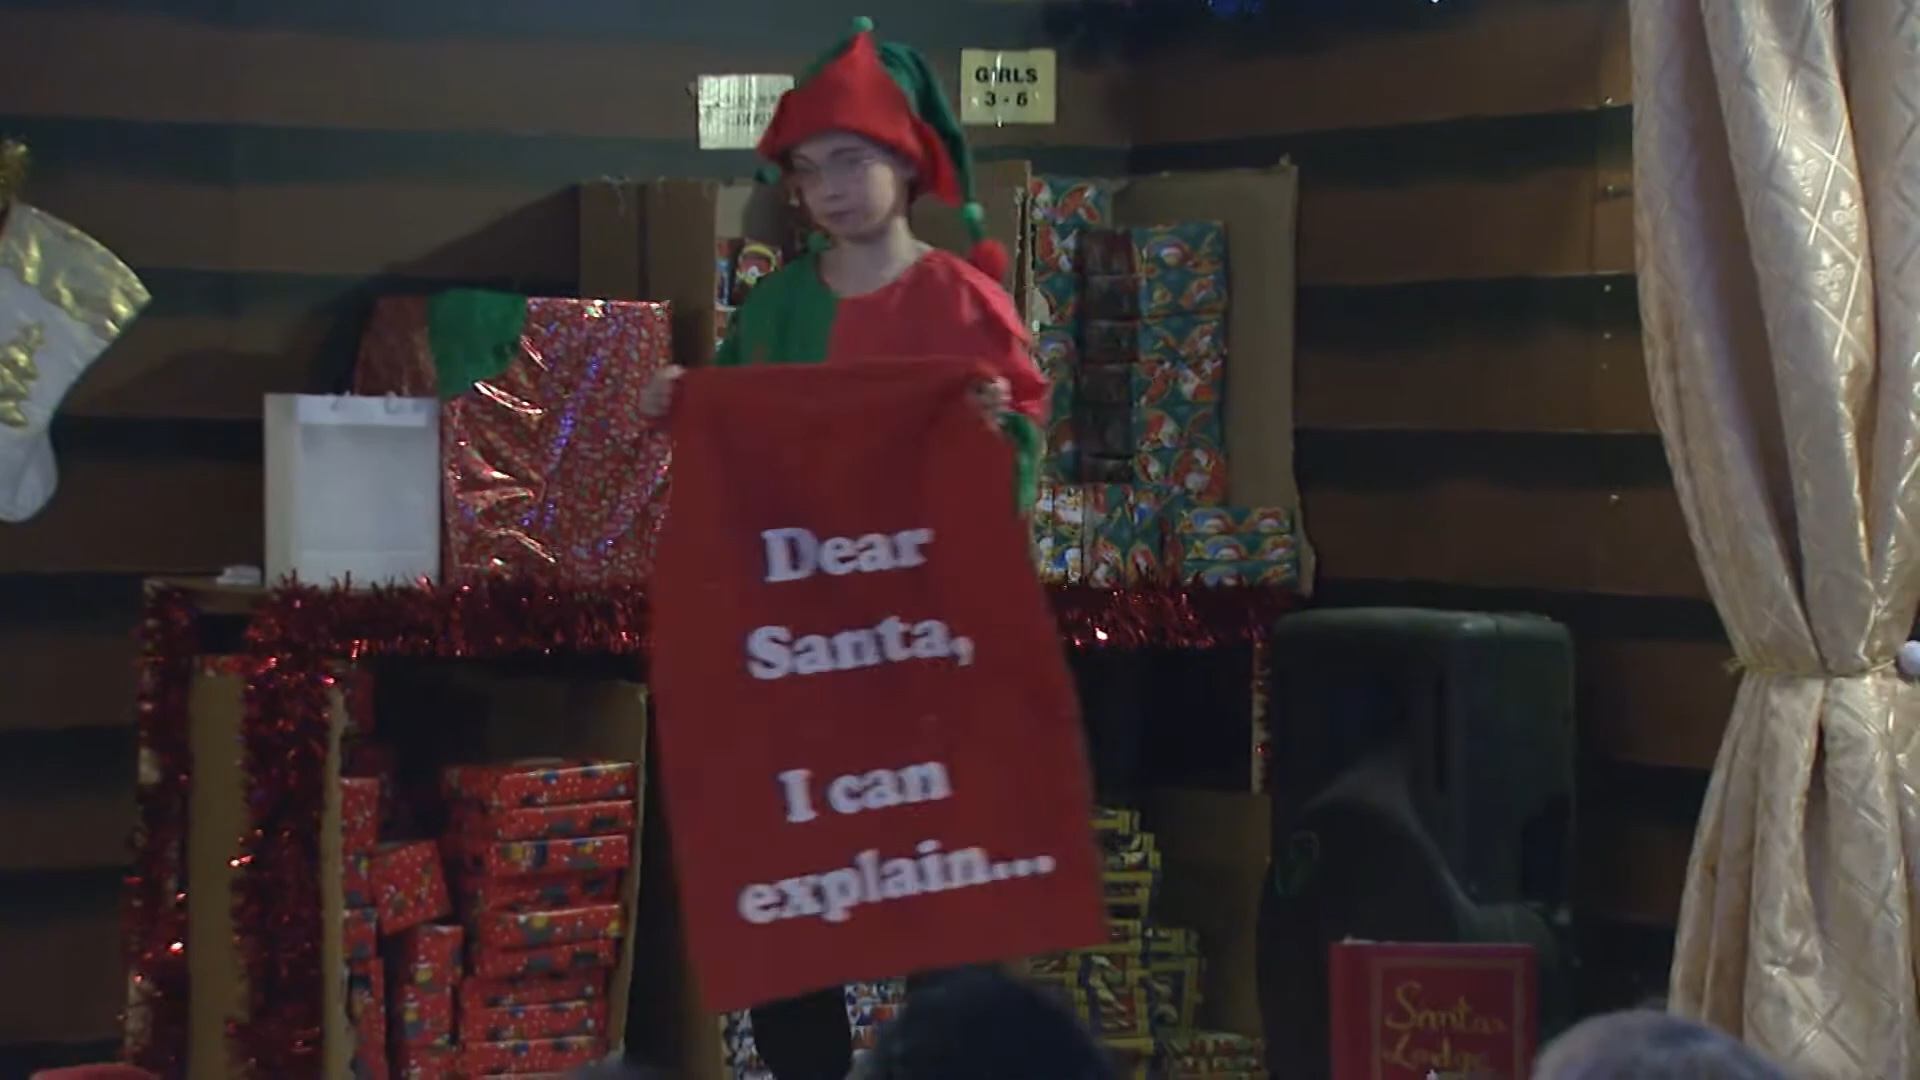 GIRLS
3 - 6
Dear
Santa,
I can
explain...
Santas
Lodge